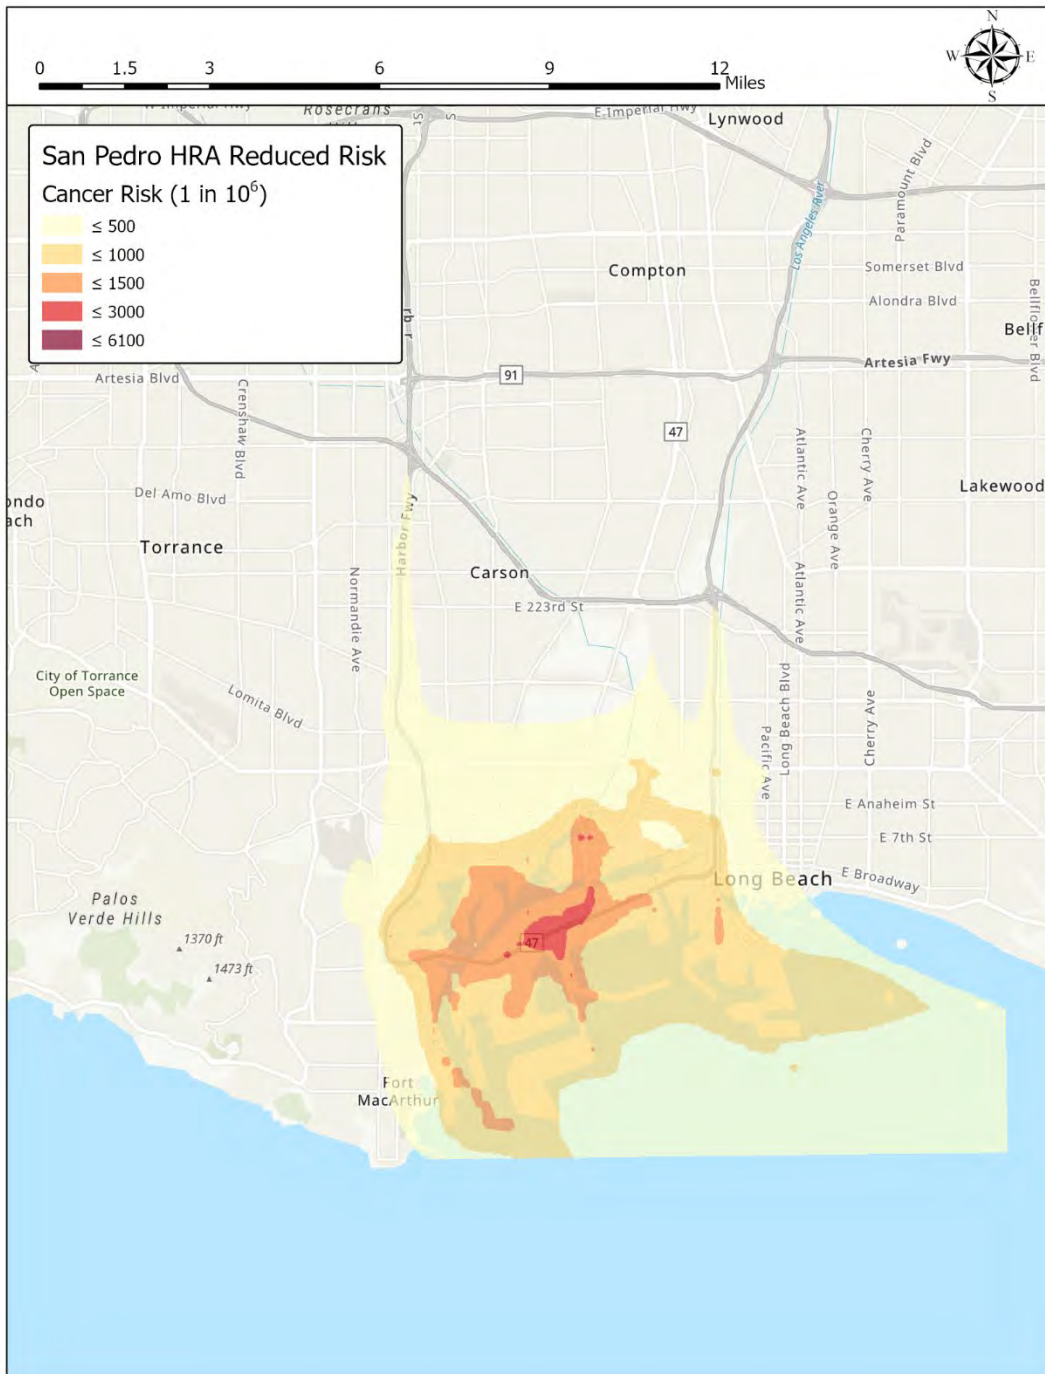 N
W E
S
0 1.5 3 6 9 12
Miles
San Pedro HRA Reduced Risk
Cancer Risk (1 in 10⁶)
≤ 500
≤ 1000
≤ 1500
≤ 3000
≤ 6100
Rosecrans
E Imperial Hwy
Lynwood
St
S
Paramount Blvd
Los Angeles River
Compton
Somerset Blvd
Alondra Blvd
Bellflower Blvd
Bellf
rb r
Artesia Fwy
Artesia Blvd
91
Crenshaw Blvd
47
Atlantic Ave
Cherry Ave
Del Amo Blvd
Harbor Fwy
Orange Ave
Lakewood
ondo
ach
Torrance
Carson
Normandie Ave
E 223rd St
Atlantic Ave
City of Torrance
Open Space
Lomita Blvd
Long Beach Blvd
Pacific Ave
Cherry Ave
E Anaheim St
E 7th St
Long Beach
E Broadway
Palos
Verde Hills
1370 ft
1473 ft
47
Fort
MacArthur